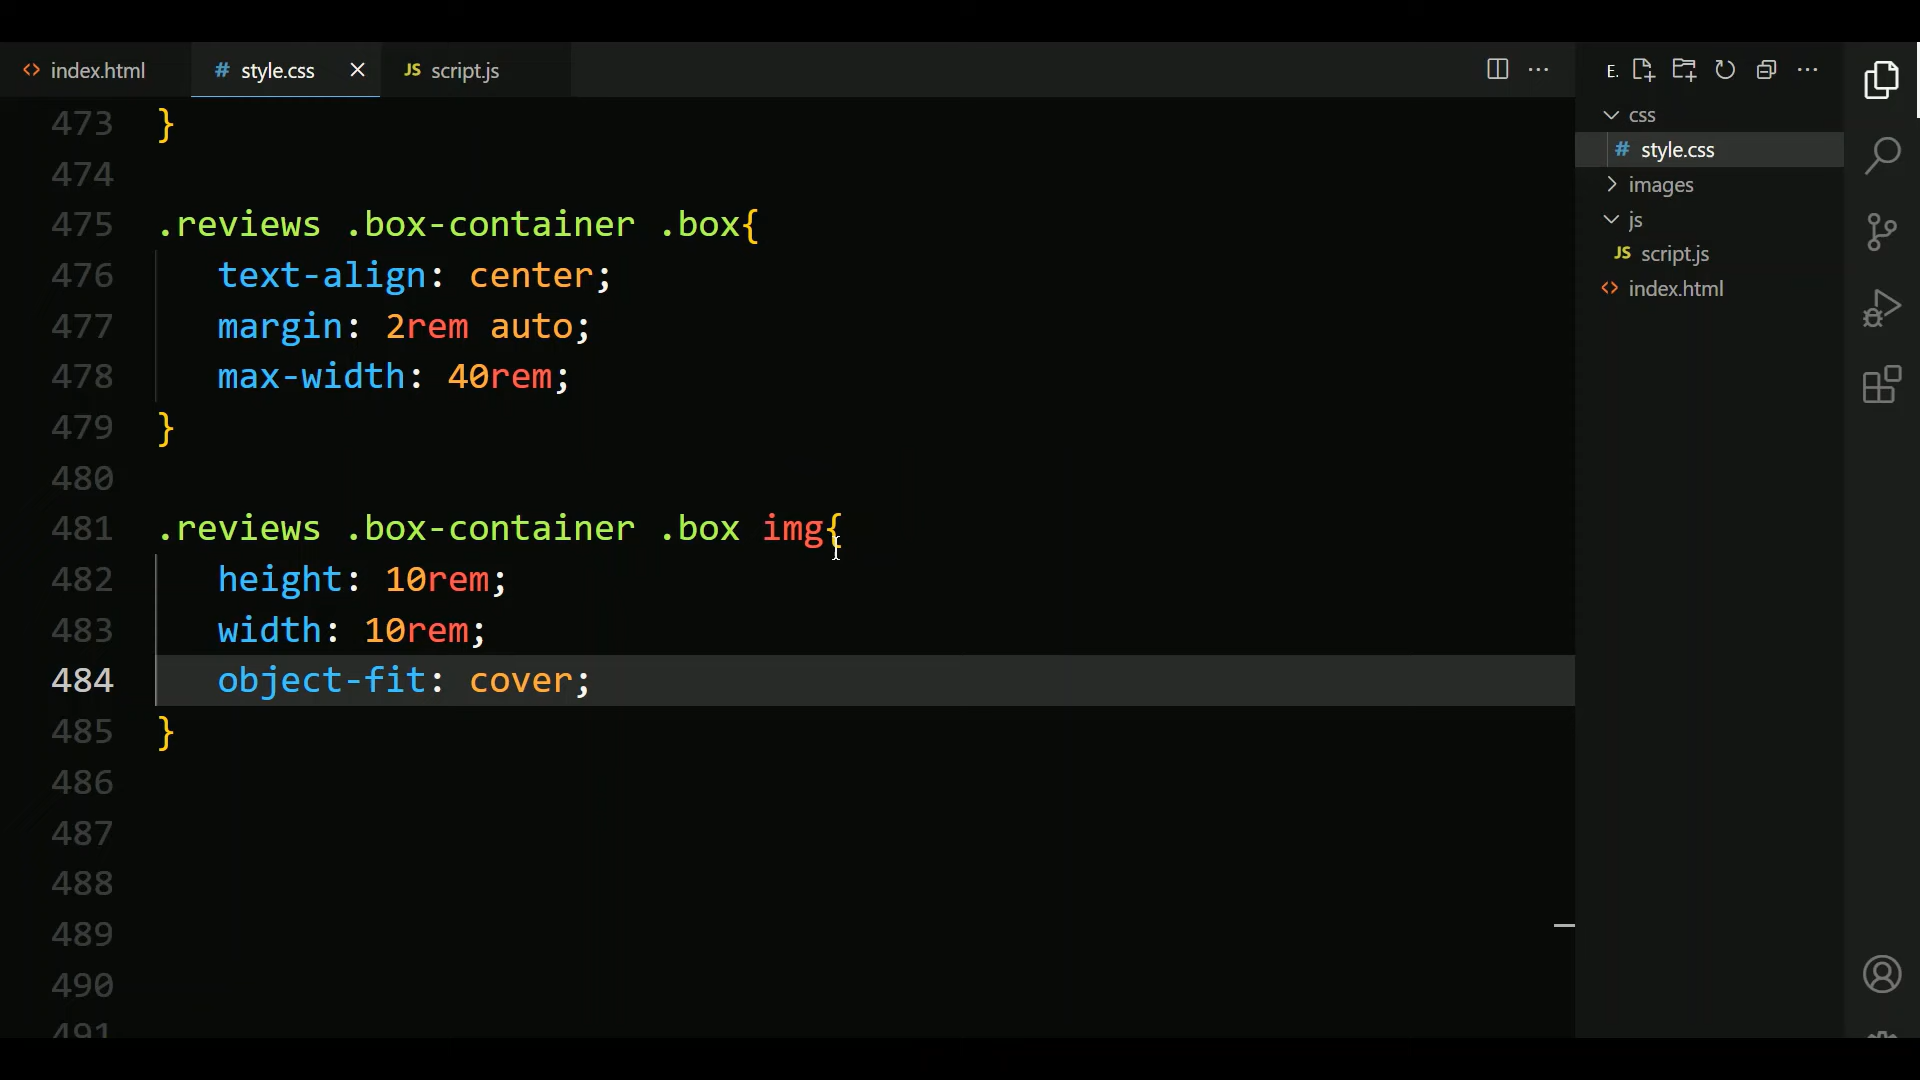 index.html
style.css
JS script.js
E.
473 }
474
475 .reviews .box-container .box{
476 text-align: center;
477 margin: 2rem auto;
478 max-width: 40rem;
479 }
480
481 .reviews .box-container .box img{
482 height: 10rem;
483 width: 10rem;
484 object-fit: cover;
485 }
486
487
488
489
490
491
css
# style.css
images
js
JS script.js
index.html